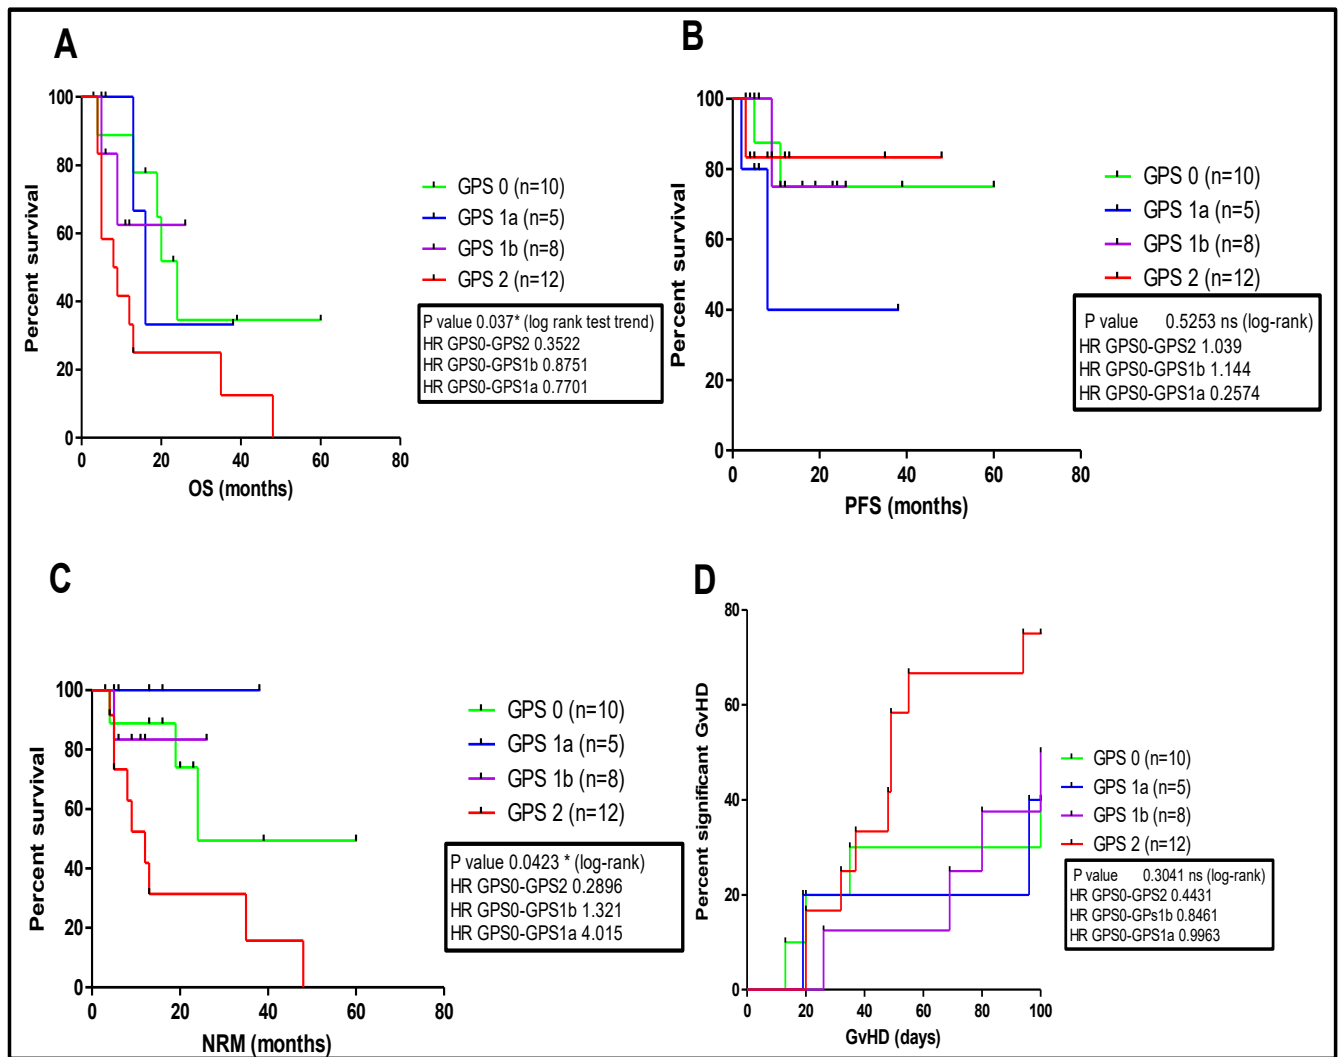 A
100
80
60
40
20
0
0 20 40 60 80
Percent survival
OS (months)
GPS 0 (n=10)
GPS 1a (n=5)
GPS 1b (n=8)
GPS 2 (n=12)
P value 0.037* (log rank test trend)
HR GPS0-GPS2 0.3522
HR GPS0-GPS1b 0.8751
HR GPS0-GPS1a 0.7701
B
100
80
60
40
20
0
0 20 40 60 80
Percent survival
PFS (months)
GPS 0 (n=10)
GPS 1a (n=5)
GPS 1b (n=8)
GPS 2 (n=12)
P value 0.5253 ns (log-rank)
HR GPS0-GPS2 1.039
HR GPS0-GPS1b 1.144
HR GPS0-GPS1a 0.2574
C
100
80
60
40
20
0
0 20 40 60 80
Percent survival
NRM (months)
GPS 0 (n=10)
GPS 1a (n=5)
GPS 1b (n=8)
GPS 2 (n=12)
P value 0.0423 * (log-rank)
HR GPS0-GPS2 0.2896
HR GPS0-GPS1b 1.321
HR GPS0-GPS1a 4.015
D
80
60
40
20
0
0 20 40 60 80 100
Percent significant GvHD
GvHD (days)
GPS 0 (n=10)
GPS 1a (n=5)
GPS 1b (n=8)
GPS 2 (n=12)
P value 0.3041 ns (log-rank)
HR GPS0-GPS2 0.4431
HR GPS0-GPs1b 0.8461
HR GPS0-GPS1a 0.9963